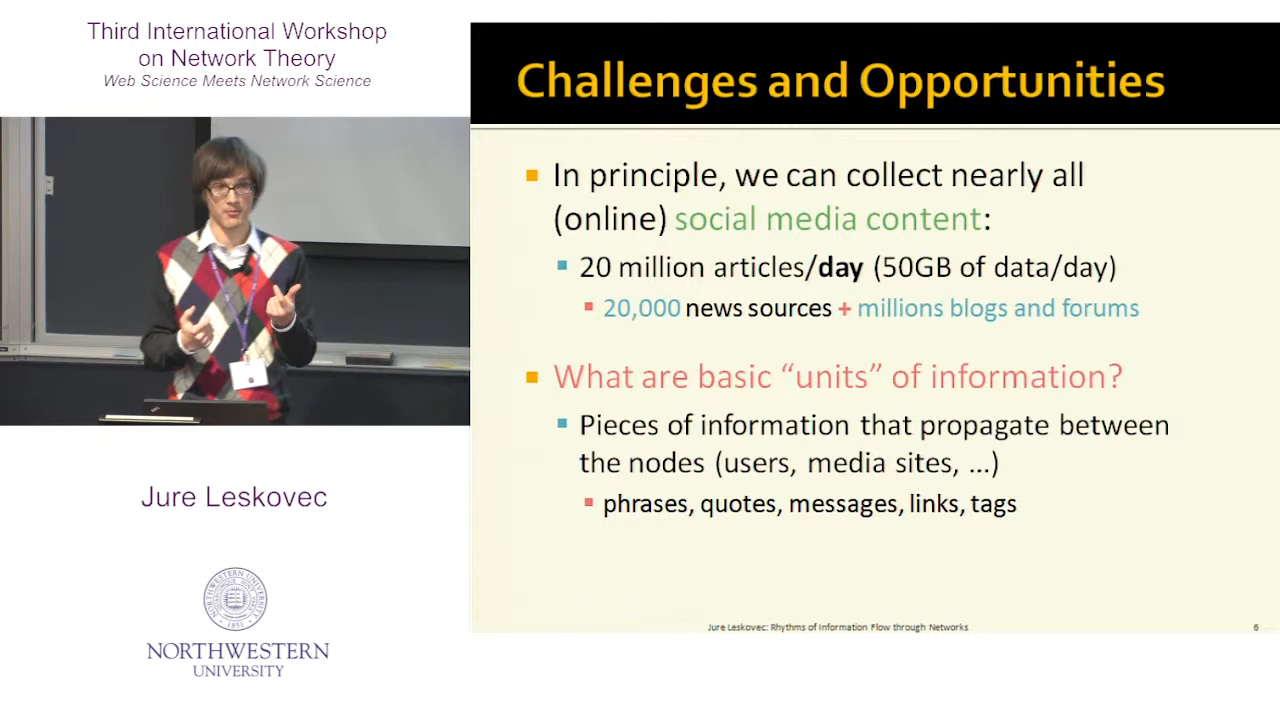 Third International Workshop
on Network Theory
Web Science Meets Network Science
Jure Leskovec
NORTHWESTERN
UNIVERSITY
Challenges and Opportunities
In principle, we can collect nearly all
(online) social media content:
20 million articles/day (50GB of data/day)
20,000 news sources + millions blogs and forums
What are basic “units” of information?
Pieces of information that propagate between
the nodes (users, media sites, ...)
phrases, quotes, messages, links, tags
Jure Leskovec: Rhythms of Information Flow through Networks
6